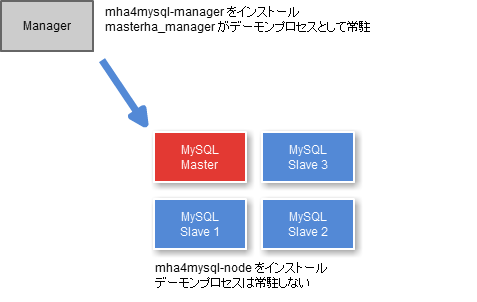 Manager
mha4mysql-manager をインストール
masterha_manager がデーモンプロセスとして常駐
MySQL
Master
MySQL
Slave 3
MySQL
Slave 1
MySQL
Slave 2
mha4mysql-node をインストール
デーモンプロセスは常駐しない